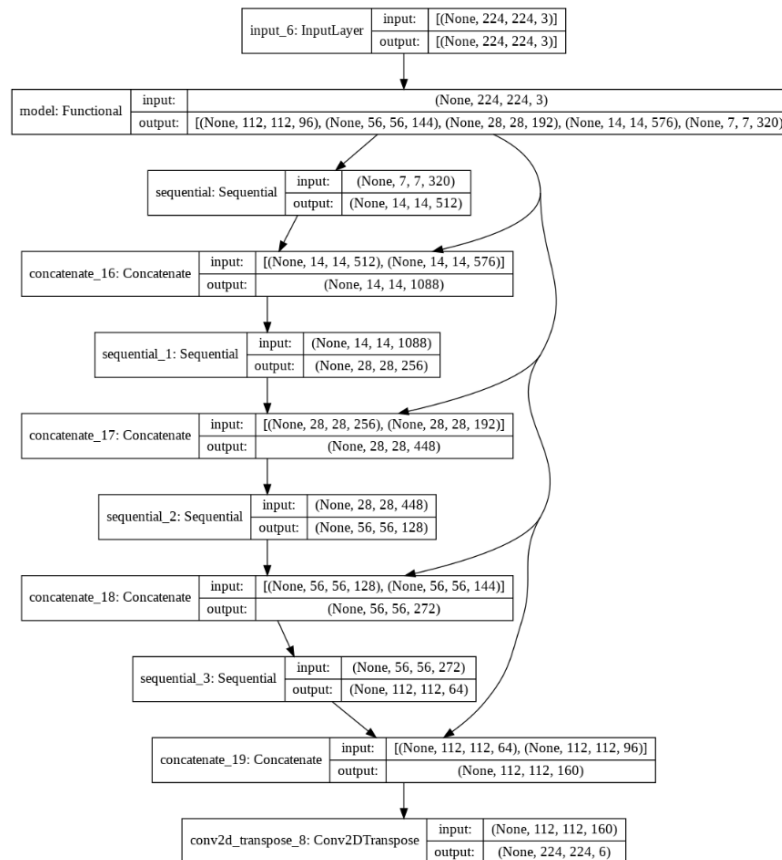 input_6: InputLayer
input: [(None, 224, 224, 3)]
output: [(None, 224, 224, 3)]
model: Functional
input: (None, 224, 224, 3)
output: [(None, 112, 112, 96), (None, 56, 56, 144), (None, 28, 28, 192), (None, 14, 14, 576), (None, 7, 7, 320)
sequential: Sequential
input: (None, 7, 7, 320)
output: (None, 14, 14, 512)
concatenate_16: Concatenate
input: [(None, 14, 14, 512), (None, 14, 14, 576)]
output: (None, 14, 14, 1088)
sequential_1: Sequential
input: (None, 14, 14, 1088)
output: (None, 28, 28, 256)
concatenate_17: Concatenate
input: [(None, 28, 28, 256), (None, 28, 28, 192)]
output: (None, 28, 28, 448)
sequential_2: Sequential
input: (None, 28, 28, 448)
output: (None, 56, 56, 128)
concatenate_18: Concatenate
input: [(None, 56, 56, 128), (None, 56, 56, 144)]
output: (None, 56, 56, 272)
sequential_3: Sequential
input: (None, 56, 56, 272)
output: (None, 112, 112, 64)
concatenate_19: Concatenate
input: [(None, 112, 112, 64), (None, 112, 112, 96)]
output: (None, 112, 112, 160)
conv2d_transpose_8: Conv2DTranspose
input: (None, 112, 112, 160)
output: (None, 224, 224, 6)